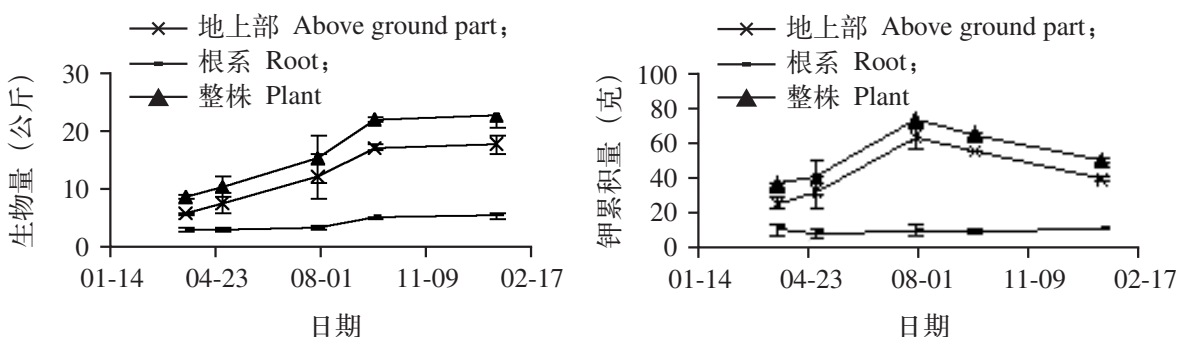 地上部 Above ground part；
根系 Root；
整株 Plant
生物量（公斤）
30
20
10
0
01-14 04-23 08-01 11-09 02-17
日期
地上部 Above ground part；
根系 Root；
整株 Plant
钾累积量（克）
100
80
60
40
20
0
01-14 04-23 08-01 11-09 02-17
日期